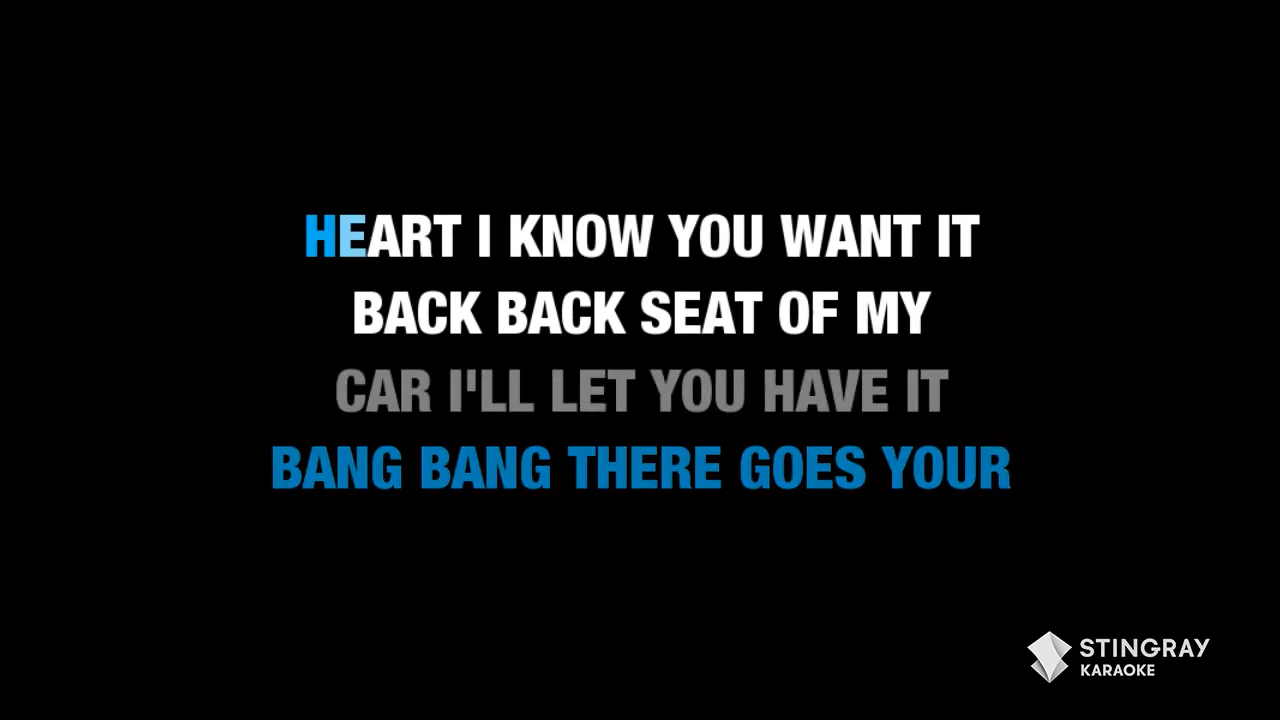 HEART I KNOW YOU WANT IT
BACK BACK SEAT OF MY
CAR I'LL LET YOU HAVE IT
BANG BANG THERE GOES YOUR
STINGRAY
KARAOKE